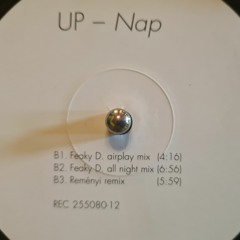 UP – Nap
B1. Feaky D. airplay mix (4:16)
B2. Feaky D. all night mix (6:56)
B3. Reményi remix (5:59)
REC 255080-12